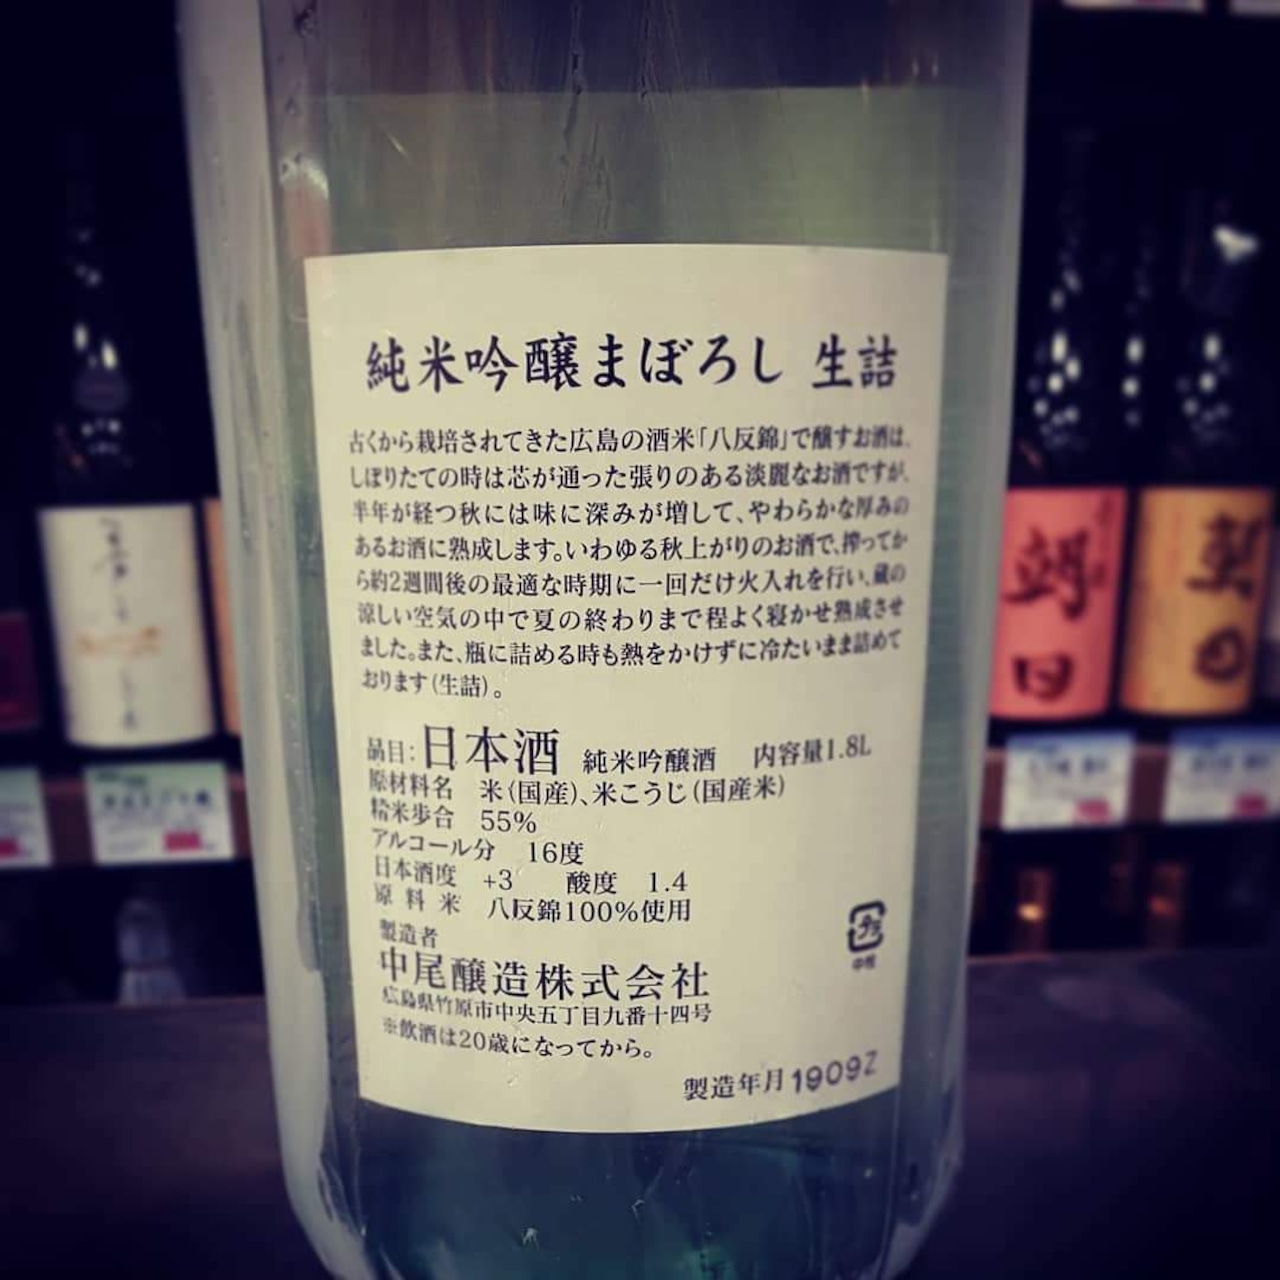 純米吟醸まぼろし 生詰
古くから栽培されてきた広島の酒米「八反錦」で醸すお酒は、
しぼりたての時は芯が通った張りのある淡麗なお酒ですが、
半年が経つ秋には味に深みが増して、やわらかな厚みの
あるお酒に熟成します。いわゆる秋上がりのお酒で、搾ってか
ら約2週間後の最適な時期に一回だけ火入れを行い、蔵の
涼しい空気の中で夏の終わりまで程よく寝かせ熟成させ
ました。また、瓶に詰める時も熱をかけずに冷たいまま詰めて
おります(生詰)。
品目:日本酒 純米吟醸酒 内容量1.8L
原材料名 米(国産)、米こうじ(国産米)
精米歩合 55%
アルコール分 16度
日本酒度 +3 酸度 1.4
原料米 八反錦100%使用
製造者
中尾醸造株式会社
広島県竹原市中央五丁目九番十四号
※飲酒は20歳になってから。
製造年月 1909Z
朝日